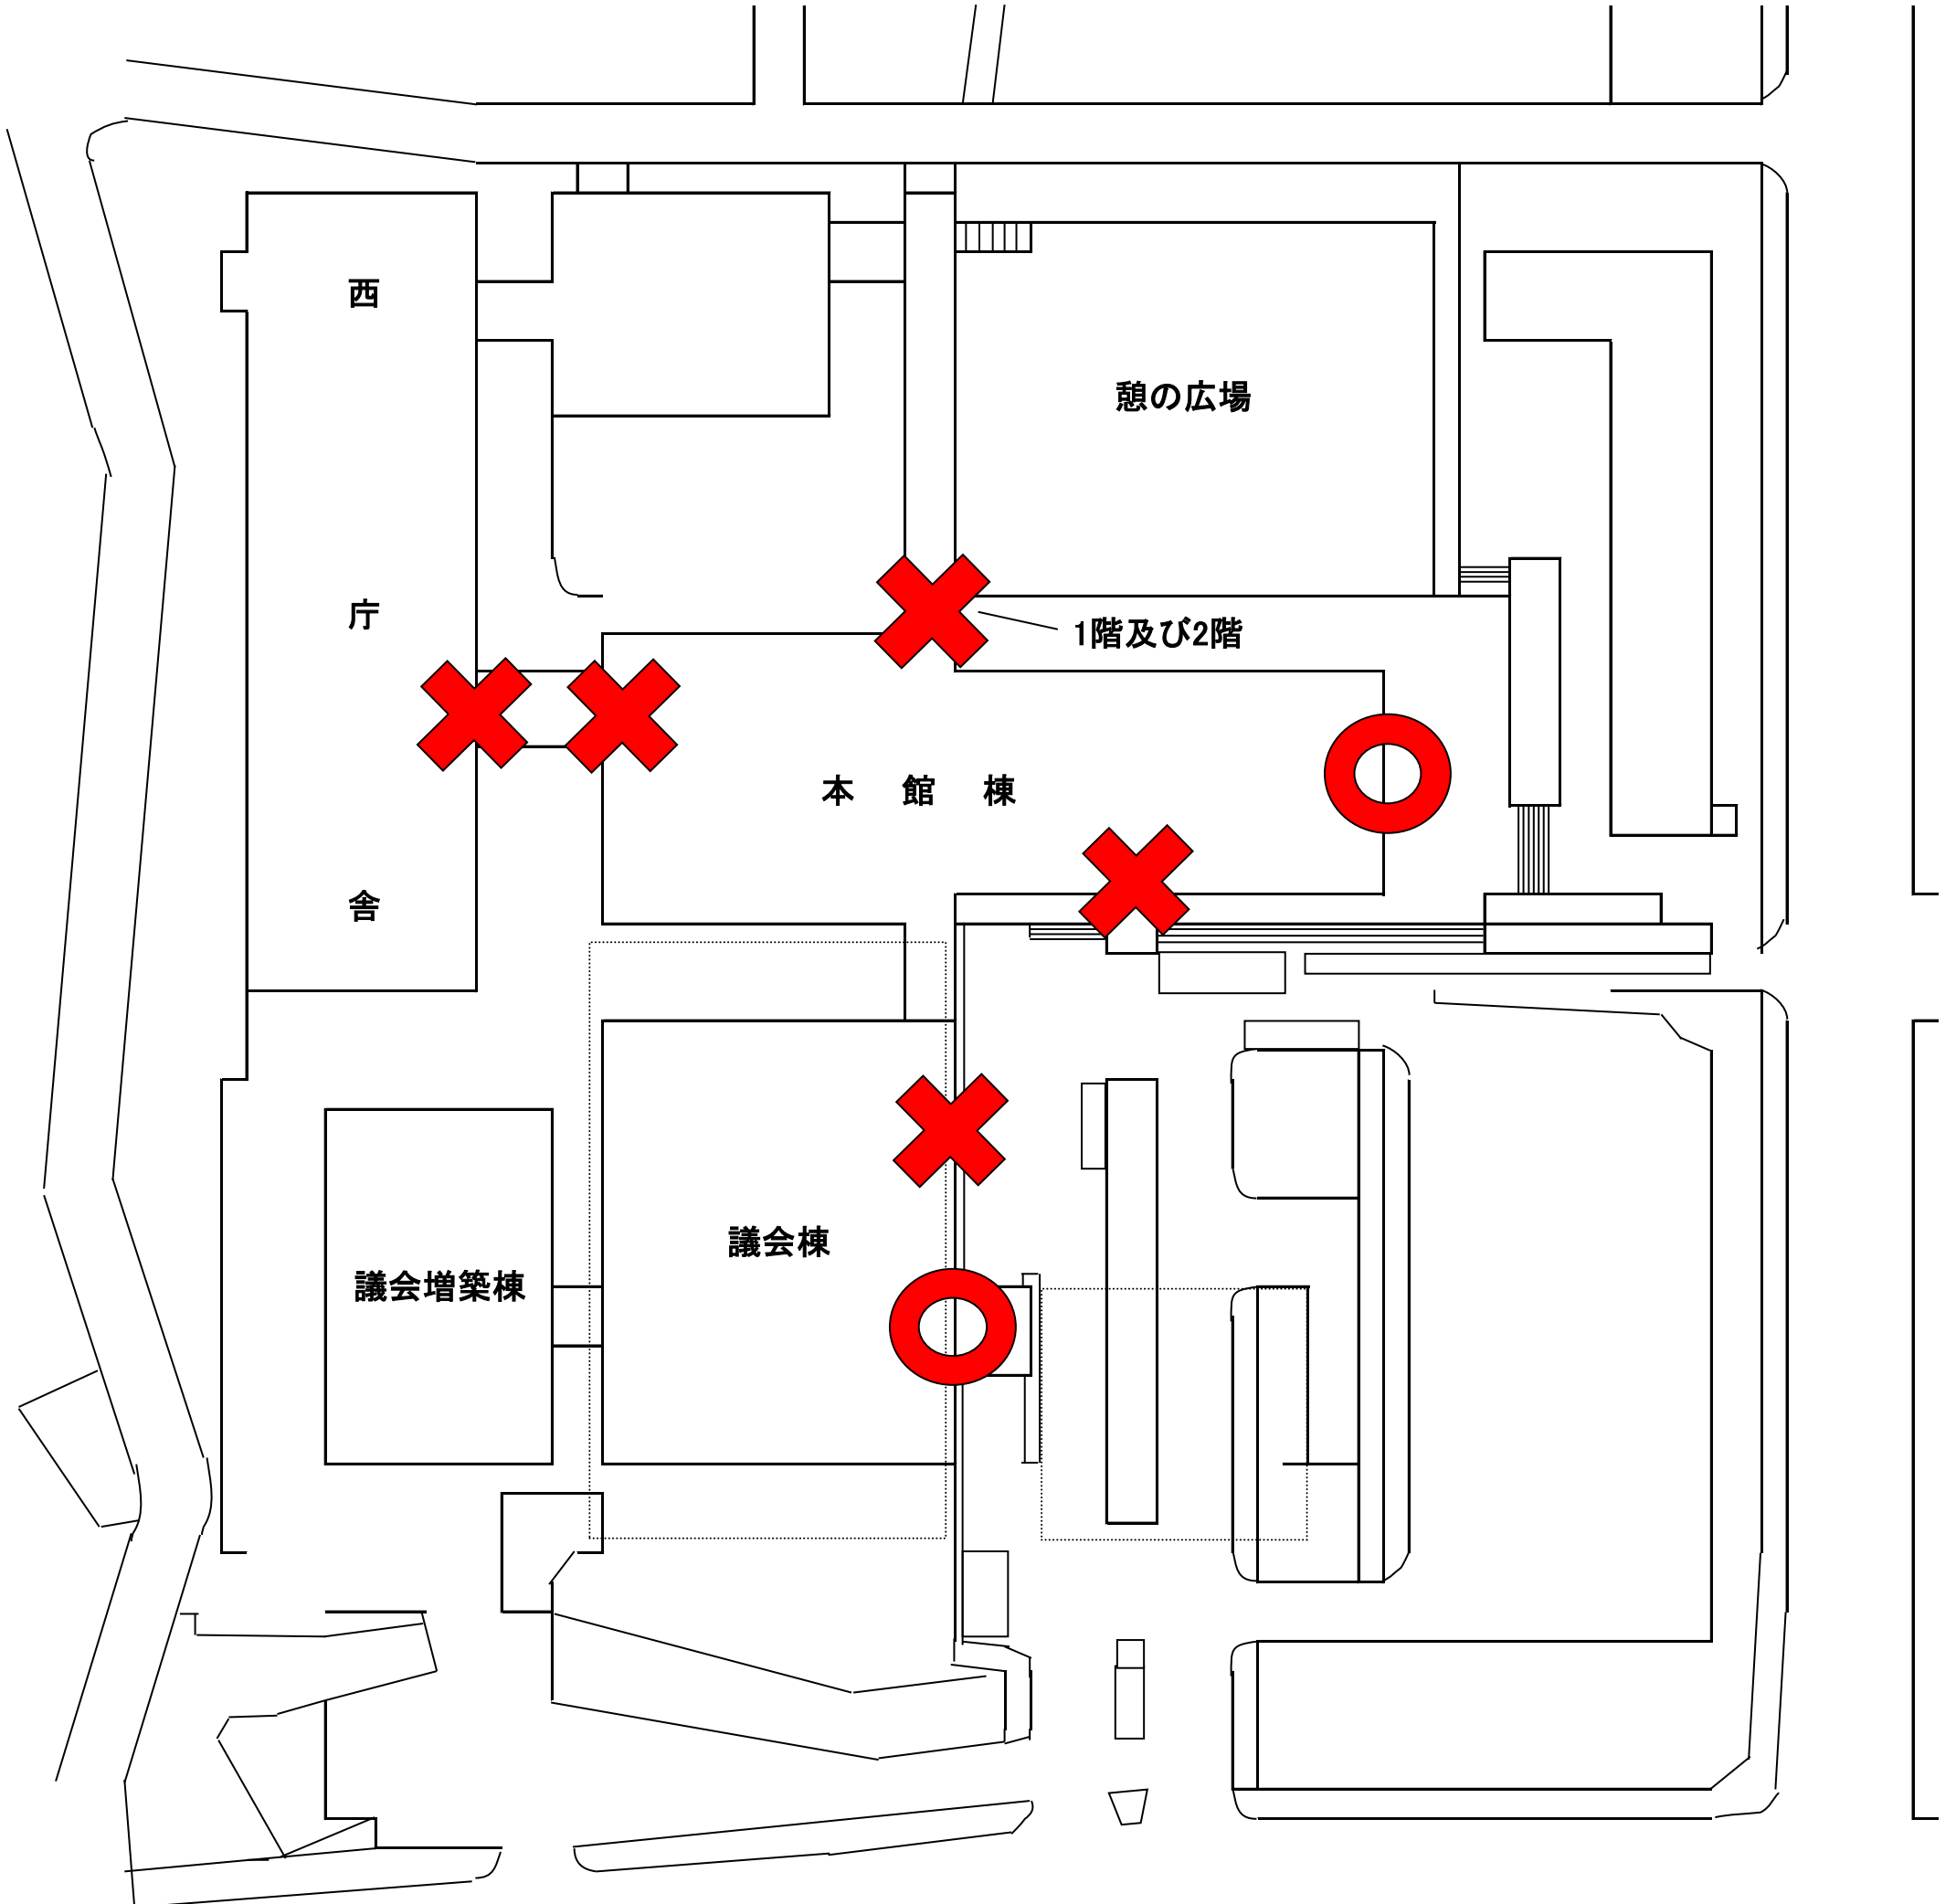 西庁舎
憩の広場
1階及び2階
本館棟
議会棟
議会増築棟